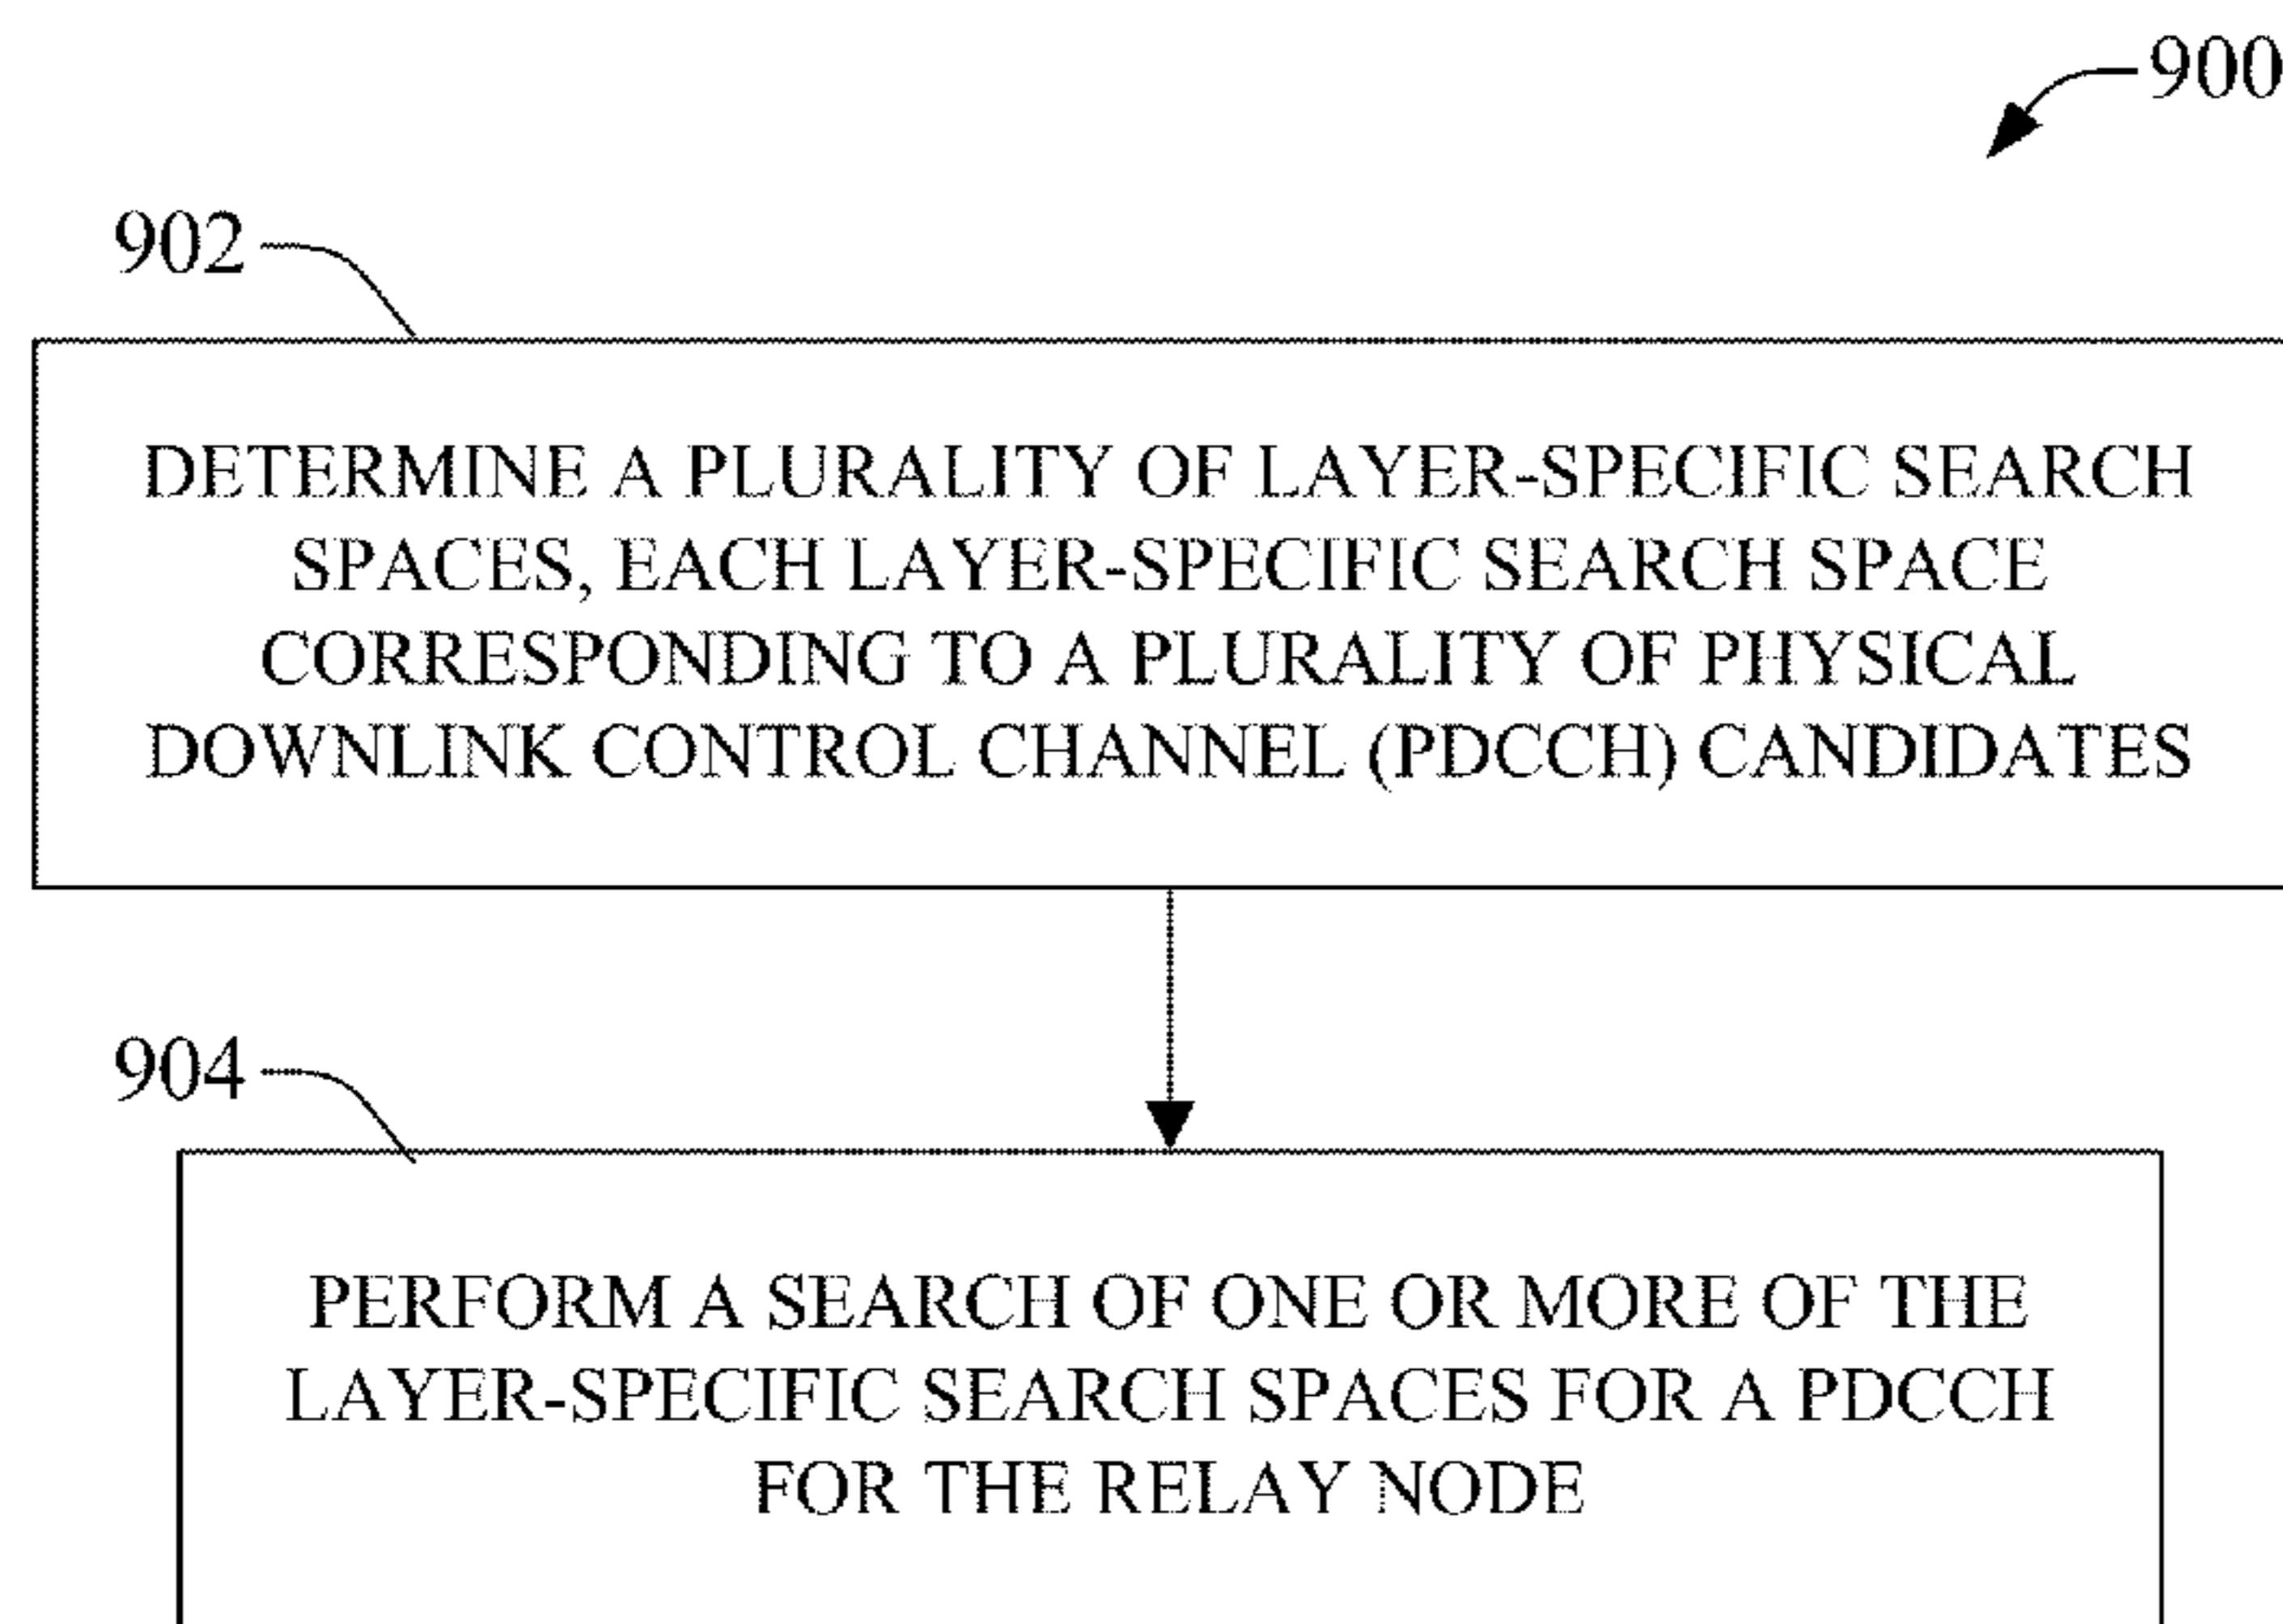 900
902
DETERMINE A PLURALITY OF LAYER-SPECIFIC SEARCH
SPACES, EACH LAYER-SPECIFIC SEARCH SPACE
CORRESPONDING TO A PLURALITY OF PHYSICAL
DOWNLINK CONTROL CHANNEL (PDCCH) CANDIDATES
904
PERFORM A SEARCH OF ONE OR MORE OF THE
LAYER-SPECIFIC SEARCH SPACES FOR A PDCCH
FOR THE RELAY NODE